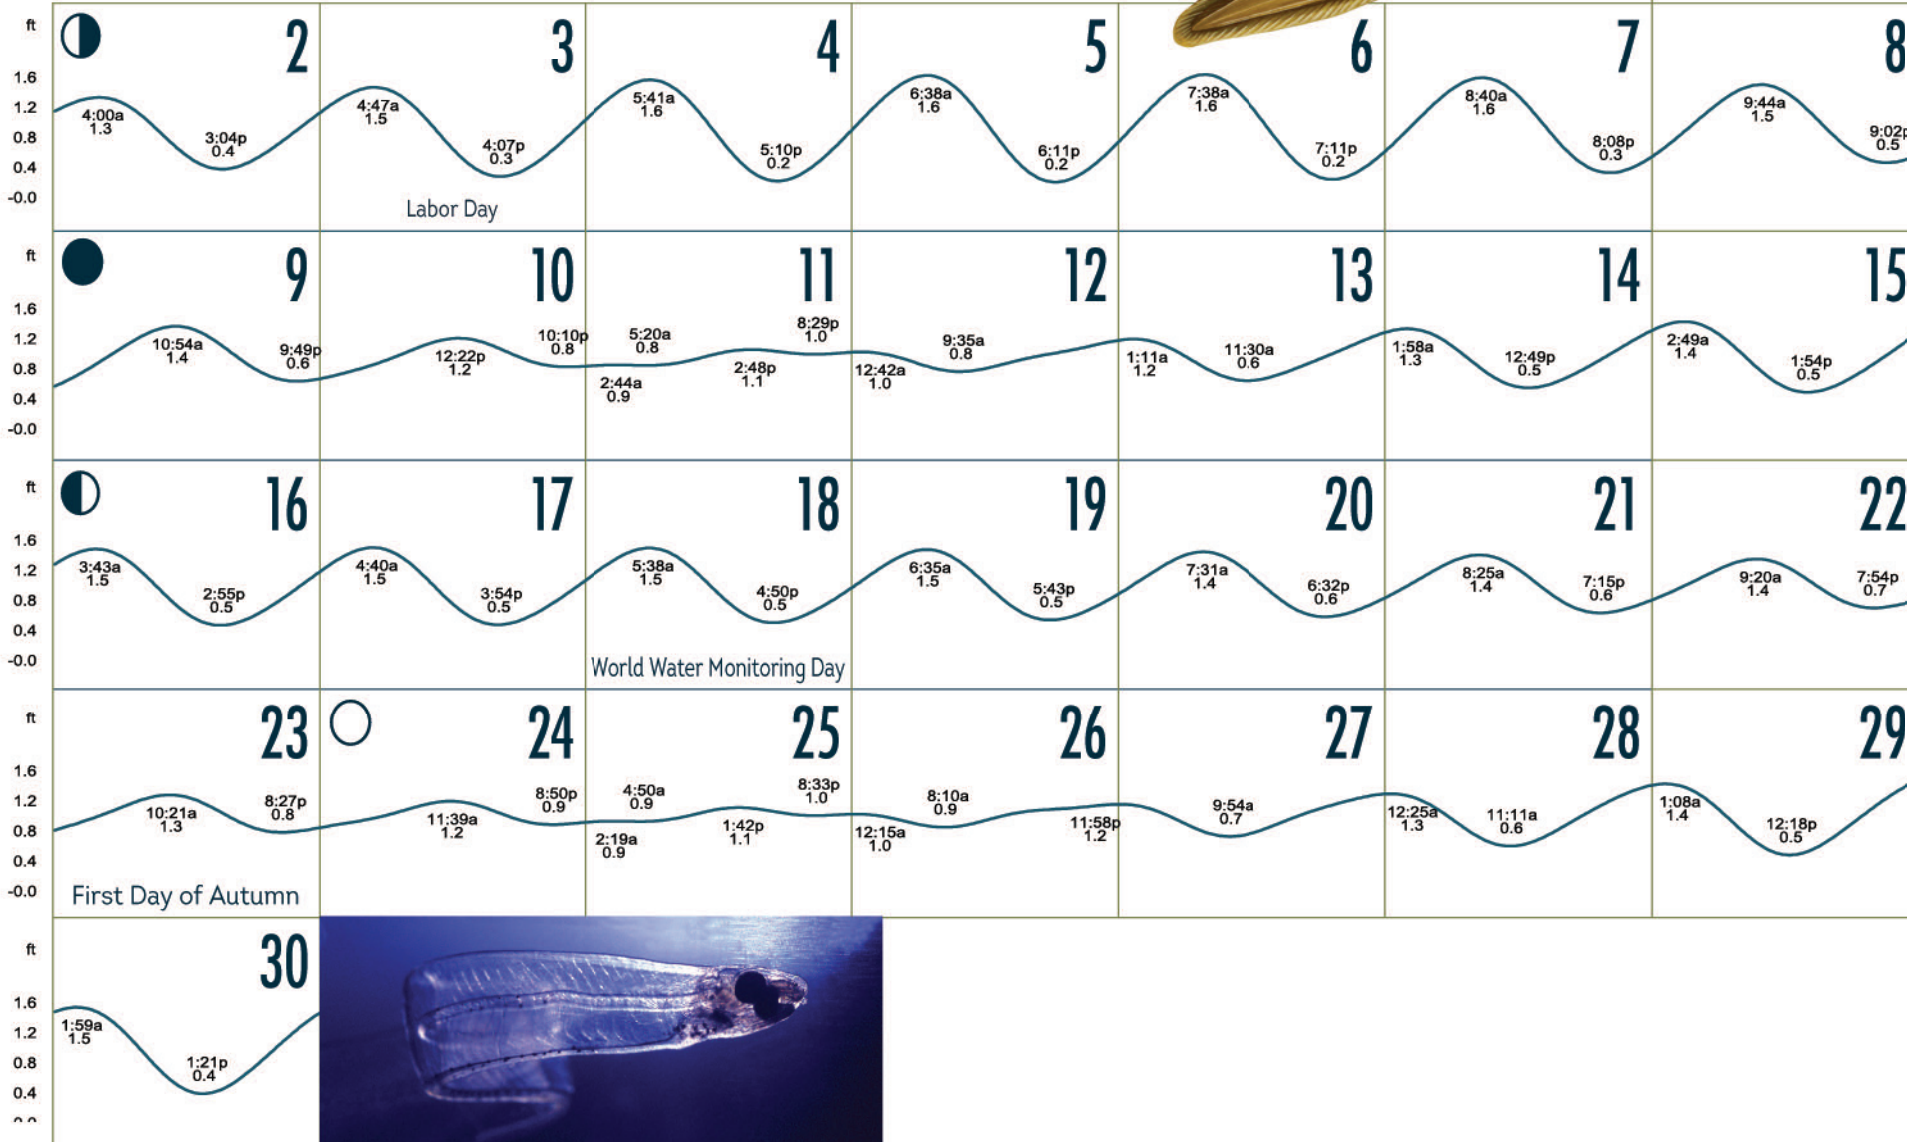 ft
2
3
4
5
6
7
8
1.6
1.2
0.8
0.4
-0.0
4:00a
1.3
3:04p
0.4
4:47a
1.5
4:07p
0.3
Labor Day
5:41a
1.6
5:10p
0.2
6:38a
1.6
6:11p
0.2
7:38a
1.6
7:11p
0.2
8:40a
1.6
8:08p
0.3
9:44a
1.5
9:02p
0.5
ft
9
10
11
12
13
14
15
1.6
1.2
0.8
0.4
-0.0
10:54a
1.4
9:49p
0.6
12:22p
1.2
10:10p
0.8
2:44a
0.9
5:20a
0.8
2:48p
1.1
8:29p
1.0
12:42a
1.0
9:35a
0.8
1:11a
1.2
11:30a
0.6
1:58a
1.3
12:49p
0.5
2:49a
1.4
1:54p
0.5
ft
16
17
18
19
20
21
22
1.6
1.2
0.8
0.4
-0.0
3:43a
1.5
2:55p
0.5
4:40a
1.5
3:54p
0.5
5:38a
1.5
4:50p
0.5
World Water Monitoring Day
6:35a
1.5
5:43p
0.5
7:31a
1.4
6:32p
0.6
8:25a
1.4
7:15p
0.6
9:20a
1.4
7:54p
0.7
ft
23
24
25
26
27
28
29
1.6
1.2
0.8
0.4
-0.0
10:21a
1.3
8:27p
0.8
First Day of Autumn
11:39a
1.2
8:50p
0.9
2:19a
0.9
4:50a
0.9
1:42p
1.1
8:33p
1.0
12:15a
1.0
8:10a
0.9
11:58p
1.2
9:54a
0.7
12:25a
1.3
11:11a
0.6
1:08a
1.4
12:18p
0.5
ft
30
1.6
1.2
0.8
0.4
1:59a
1.5
1:21p
0.4